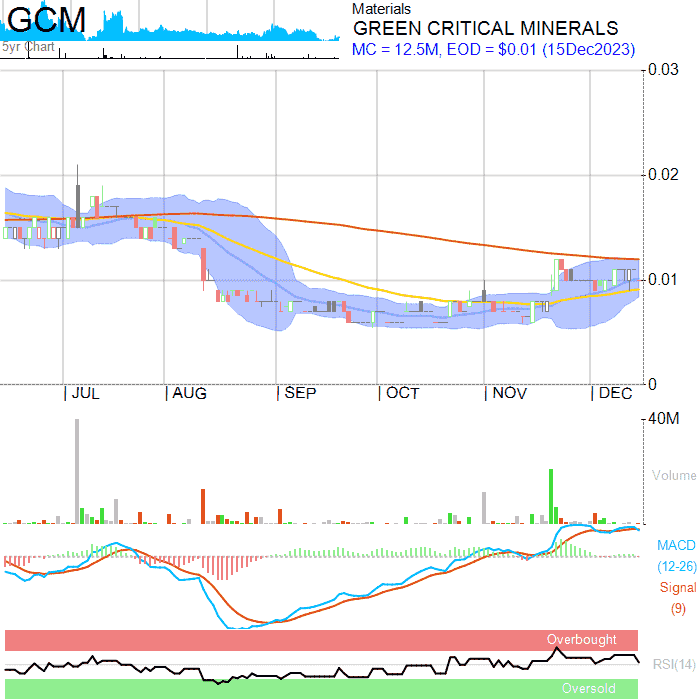 GCM
5yr Chart
Materials
GREEN CRITICAL MINERALS
MC = 12.5M, EOD = $0.01 (15Dec2023)
0.03
0.02
0.01
0
JUL AUG SEP OCT NOV DEC
40M
Volume
MACD
(12-26)
Signal
(9)
Overbought
RSI(14)
Oversold